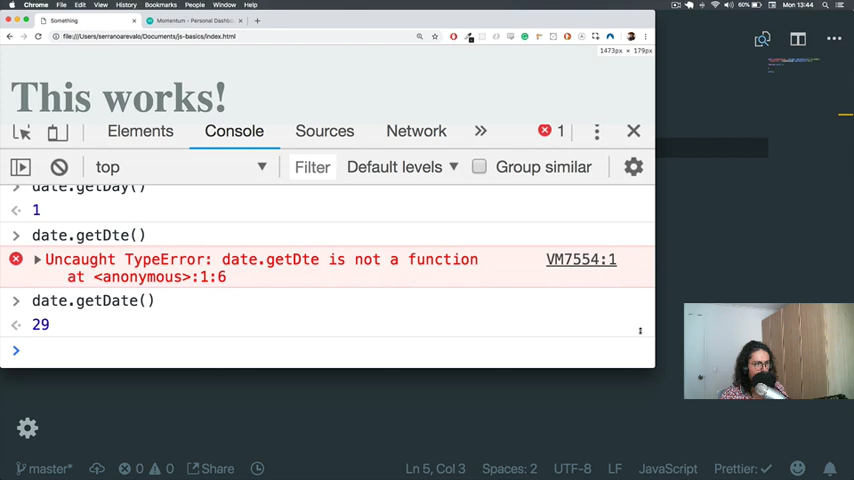 Chrome File Edit View History Bookmarks People Window Help
60% Mon 13:44
Something
Momentum - Personal Dashbo
file:///Users/serranoarevalo/Documents/js-basics/index.html
1473px × 179px
This works!
Elements Console Sources Network » 1
top Filter Default levels Group similar
date.getDay()
1
date.getDte()
Uncaught TypeError: date.getDte is not a function VM7554:1
at <anonymous>:1:6
date.getDate()
29
master* 0 0 Share Ln 5, Col 3 Spaces: 2 UTF-8 LF JavaScript Prettier: ✓